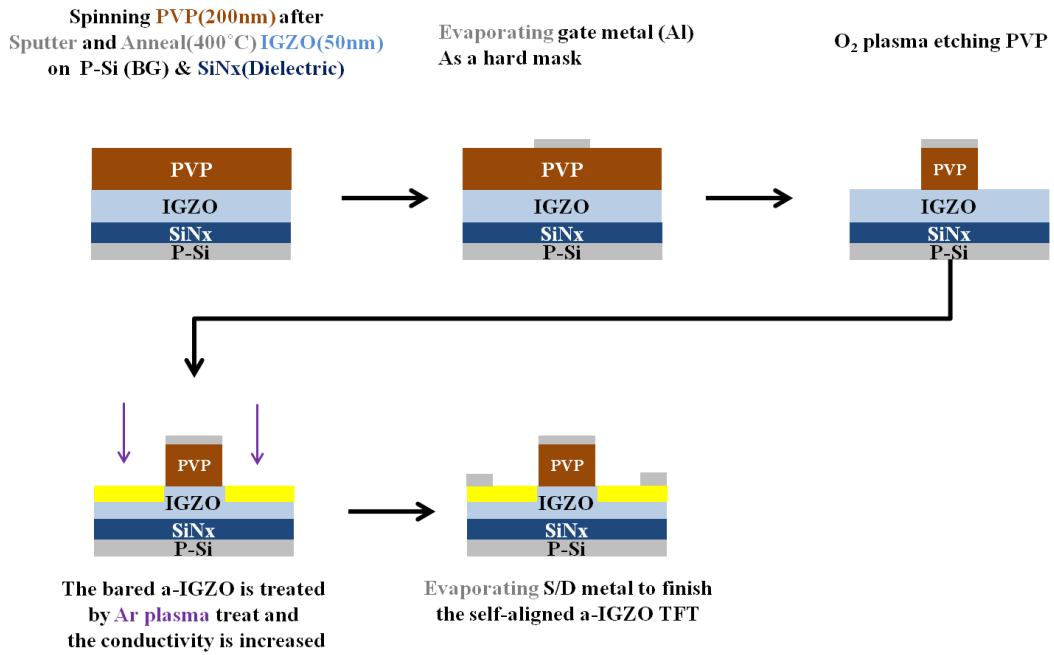 Spinning PVP(200nm) after
Sputter and Anneal(400°C) IGZO(50nm)
on P-Si (BG) & SiNx(Dielectric)
Evaporating gate metal (Al)
As a hard mask
O₂ plasma etching PVP
PVP
IGZO
SiNx
P-Si
PVP
IGZO
SiNx
P-Si
PVP
IGZO
SiNx
P-Si
PVP
IGZO
SiNx
P-Si
PVP
IGZO
SiNx
P-Si
The bared a-IGZO is treated
by Ar plasma treat and
the conductivity is increased
Evaporating S/D metal to finish
the self-aligned a-IGZO TFT